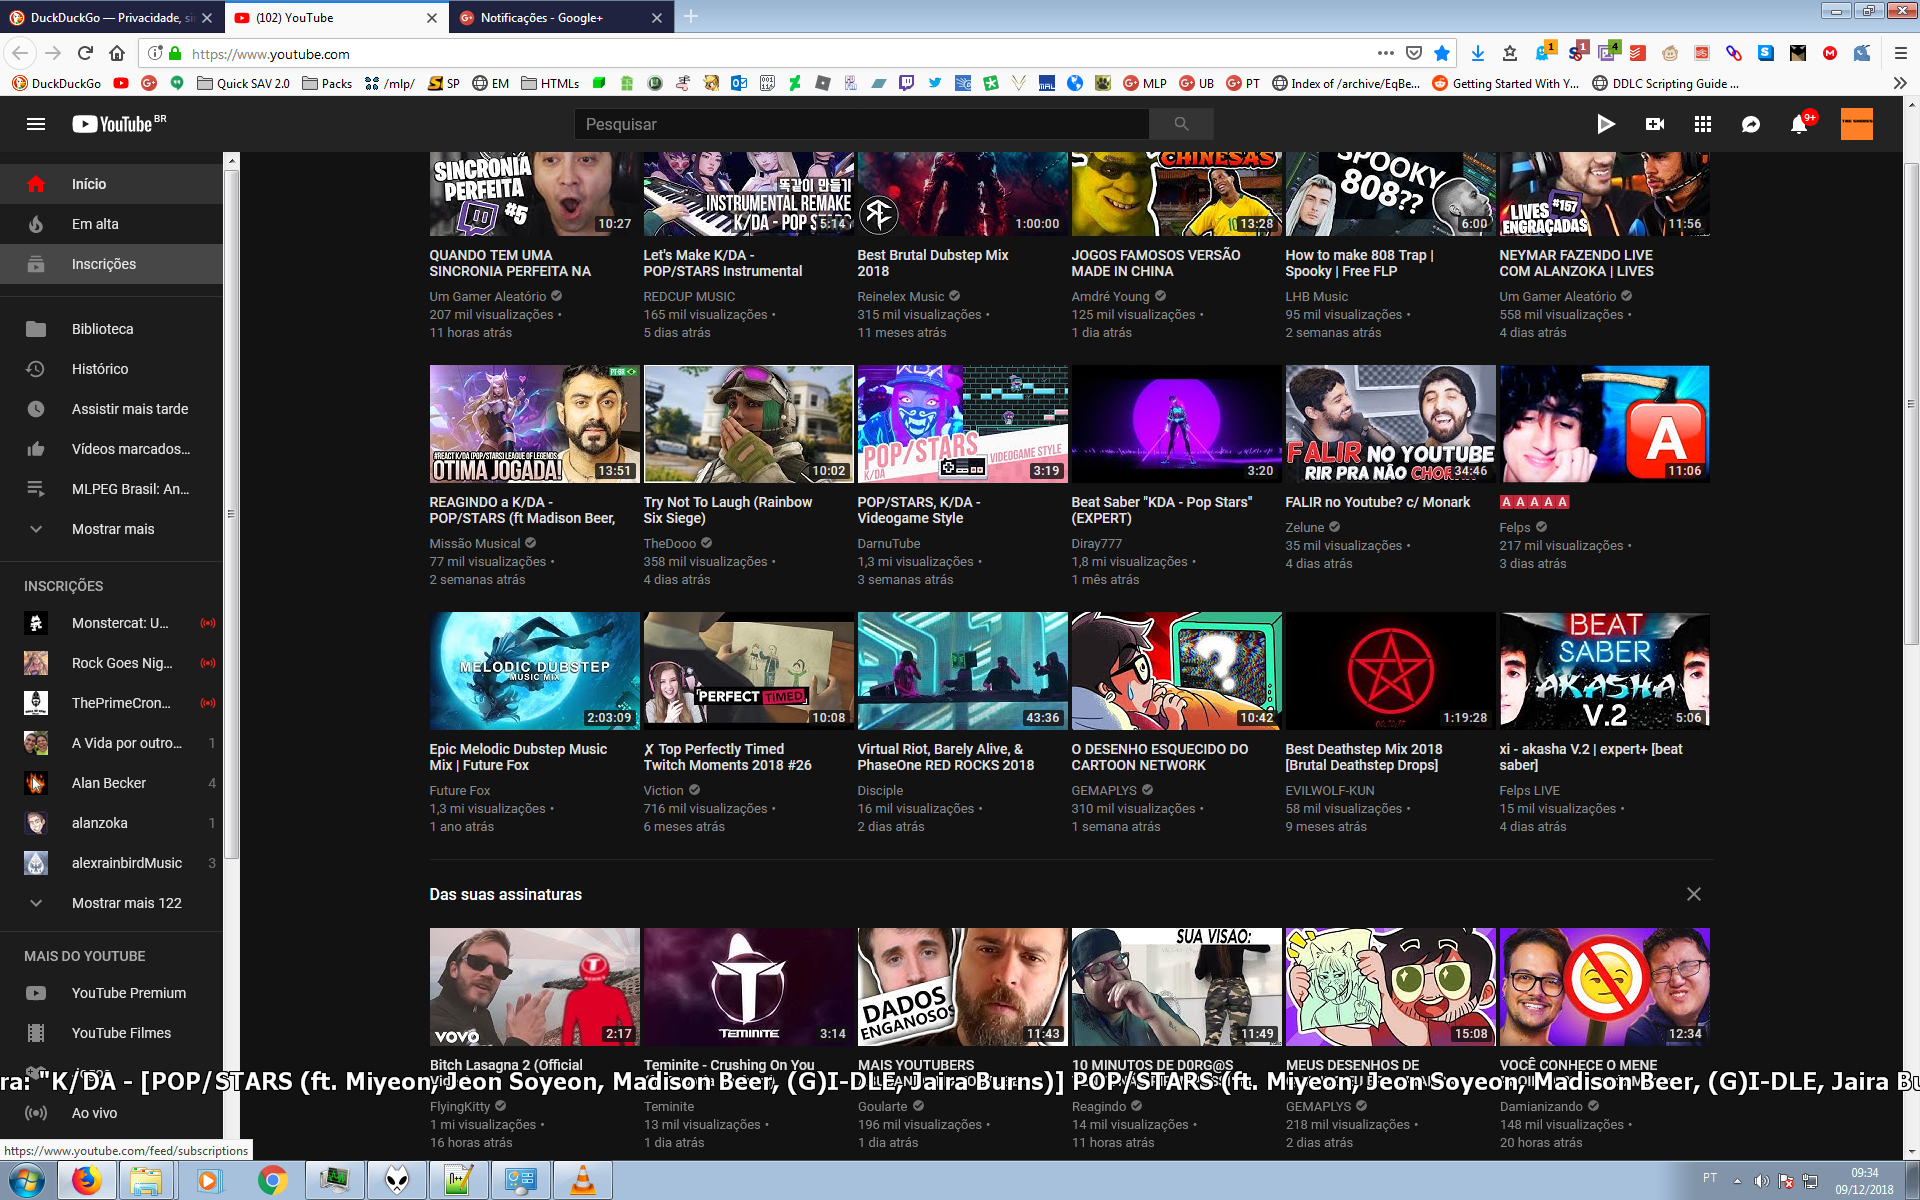 DuckDuckGo — Privacidade, si
(102) YouTube
Notificações - Google+
https://www.youtube.com
1
1
4
DuckDuckGo
Quick SAV 2.0
Packs
/mlp/
SP
EM
HTMLs
MLP
UB
PT
Index of /archive/EqBe...
Getting Started With Y...
DDLC Scripting Guide ...
YouTube BR
Pesquisar
9+
Início
Em alta
Inscrições
Biblioteca
Histórico
Assistir mais tarde
Vídeos marcados...
MLPEG Brasil: An...
Mostrar mais
INSCRIÇÕES
Monstercat: U...
Rock Goes Nig...
ThePrimeCron...
A Vida por outro... 1
Alan Becker 4
alanzoka 1
alexrainbirdMusic 3
Mostrar mais 122
MAIS DO YOUTUBE
YouTube Premium
YouTube Filmes
Ao vivo
https://www.youtube.com/feed/subscriptions
SINCRONIA
PERFEITA
#5
10:27
QUANDO TEM UMA
SINCRONIA PERFEITA NA
Um Gamer Aleatório
207 mil visualizações •
11 horas atrás
똑같이 만들기
INSTRUMENTAL REMAKE
K/DA - POP STARS
5:14
Let's Make K/DA -
POP/STARS Instrumental
REDCUP MUSIC
165 mil visualizações •
5 dias atrás
1:00:00
Best Brutal Dubstep Mix
2018
Reinelex Music
315 mil visualizações •
11 meses atrás
CHINESAS
13:28
JOGOS FAMOSOS VERSÃO
MADE IN CHINA
Amdré Young
125 mil visualizações •
1 dia atrás
SPOOKY
808??
6:00
How to make 808 Trap |
Spooky | Free FLP
LHB Music
95 mil visualizações •
2 semanas atrás
LIVES #157
ENGRAÇADAS
11:56
NEYMAR FAZENDO LIVE
COM ALANZOKA | LIVES
Um Gamer Aleatório
558 mil visualizações •
4 dias atrás
PT-BR
#REACT K/DA (POP/STARS) LEAGUE OF LEGENDS
ÓTIMA JOGADA!
13:51
REAGINDO a K/DA -
POP/STARS (ft Madison Beer,
Missão Musical
77 mil visualizações •
2 semanas atrás
10:02
Try Not To Laugh (Rainbow
Six Siege)
TheDooo
358 mil visualizações •
4 dias atrás
POP/STARS
K/DA
VIDEOGAME STYLE
3:19
POP/STARS, K/DA -
Videogame Style
DarnuTube
1,3 mi visualizações •
3 semanas atrás
3:20
Beat Saber "KDA - Pop Stars"
(EXPERT)
Diray777
1,8 mi visualizações •
1 mês atrás
FALIR NO YOUTUBE
RIR PRA NÃO CHORAR
34:46
FALIR no Youtube? c/ Monark
Zelune
35 mil visualizações •
4 dias atrás
A
11:06
A A A A A
Felps
217 mil visualizações •
3 dias atrás
MELODIC DUBSTEP
MUSIC MIX
2:03:09
Epic Melodic Dubstep Music
Mix | Future Fox
Future Fox
1,3 mi visualizações •
1 ano atrás
PERFECT TIMED
10:08
✗ Top Perfectly Timed
Twitch Moments 2018 #26
Viction
716 mil visualizações •
6 meses atrás
43:36
Virtual Riot, Barely Alive, &
PhaseOne RED ROCKS 2018
Disciple
16 mil visualizações •
2 dias atrás
?
10:42
O DESENHO ESQUECIDO DO
CARTOON NETWORK
GEMAPLYS
310 mil visualizações •
1 semana atrás
1:19:28
Best Deathstep Mix 2018
[Brutal Deathstep Drops]
EVILWOLF-KUN
58 mil visualizações •
9 meses atrás
BEAT
SABER
AKASHA
V.2
5:06
xi - akasha V.2 | expert+ [beat
saber]
Felps LIVE
15 mil visualizações •
4 dias atrás
Das suas assinaturas
VOVO
2:17
Bitch Lasagna 2 (Official
FlyingKitty
1 mi visualizações •
16 horas atrás
TEMINITE
3:14
Teminite - Crushing On You
Teminite
13 mil visualizações •
1 dia atrás
DADOS
ENGANOSOS
11:43
MAIS YOUTUBERS
Goularte
196 mil visualizações •
1 dia atrás
SUA VISÃO:
11:49
10 MINUTOS DE D0RG@S
Reagindo
14 mil visualizações •
11 horas atrás
15:08
MEUS DESENHOS DE
GEMAPLYS
218 mil visualizações •
2 dias atrás
12:34
VOCÊ CONHECE O MENE
Damianizando
148 mil visualizações •
20 horas atrás
ra: "K/DA - [POP/STARS (ft. Miyeon, Jeon Soyeon, Madison Beer, (G)I-DLE, Jaira Burns)] POP/STARS (ft. Miyeon, Jeon Soyeon, Madison Beer, (G)I-DLE, Jaira Bu
PT
09:34
09/12/2018